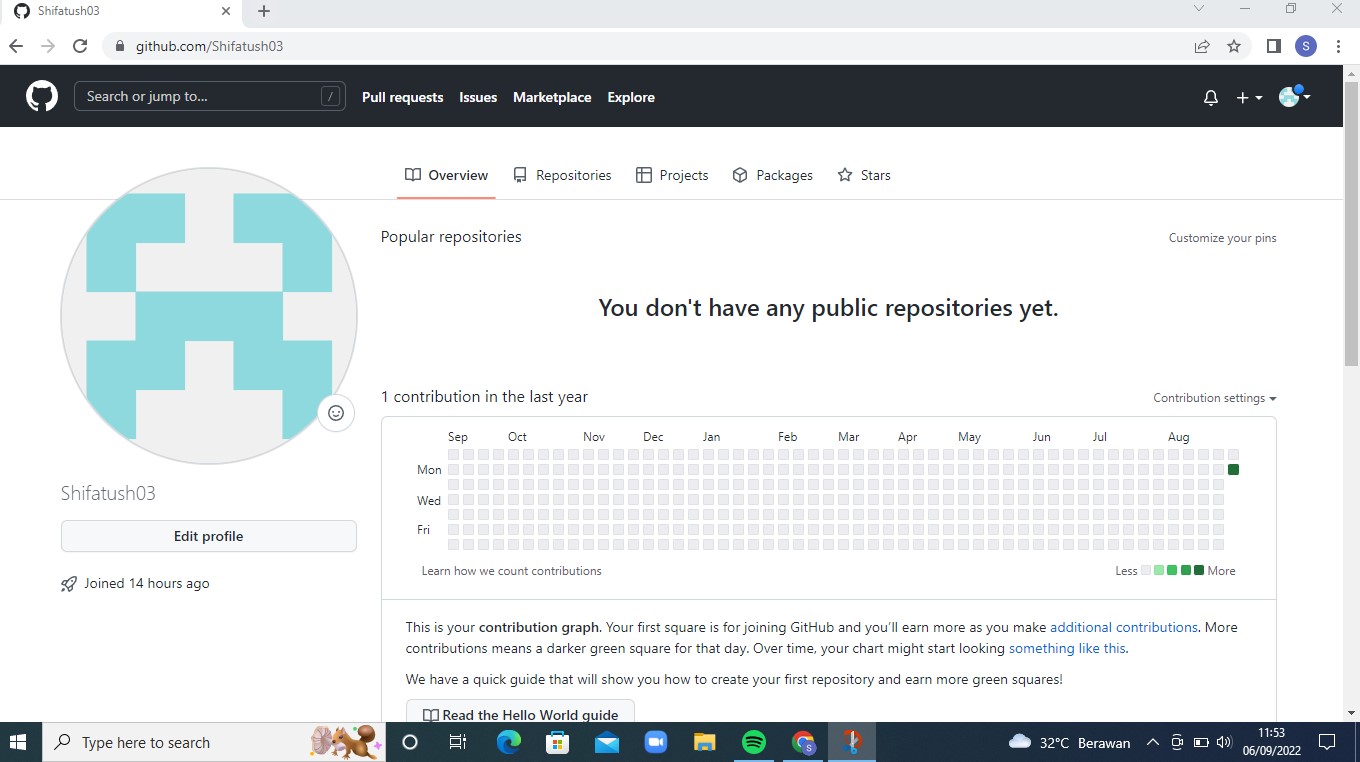 Shifatush03
github.com/Shifatush03
S
Search or jump to...
/
Pull requests
Issues
Marketplace
Explore
Overview
Repositories
Projects
Packages
Stars
Popular repositories
Customize your pins
You don't have any public repositories yet.
1 contribution in the last year
Contribution settings
Sep Oct Nov Dec Jan Feb Mar Apr May Jun Jul Aug
Mon
Wed
Fri
Learn how we count contributions
Less More
Shifatush03
Edit profile
Joined 14 hours ago
This is your contribution graph. Your first square is for joining GitHub and you'll earn more as you make additional contributions. More
contributions means a darker green square for that day. Over time, your chart might start looking something like this.
We have a quick guide that will show you how to create your first repository and earn more green squares!
Read the Hello World guide
Type here to search
S
32°C Berawan
11:53
06/09/2022